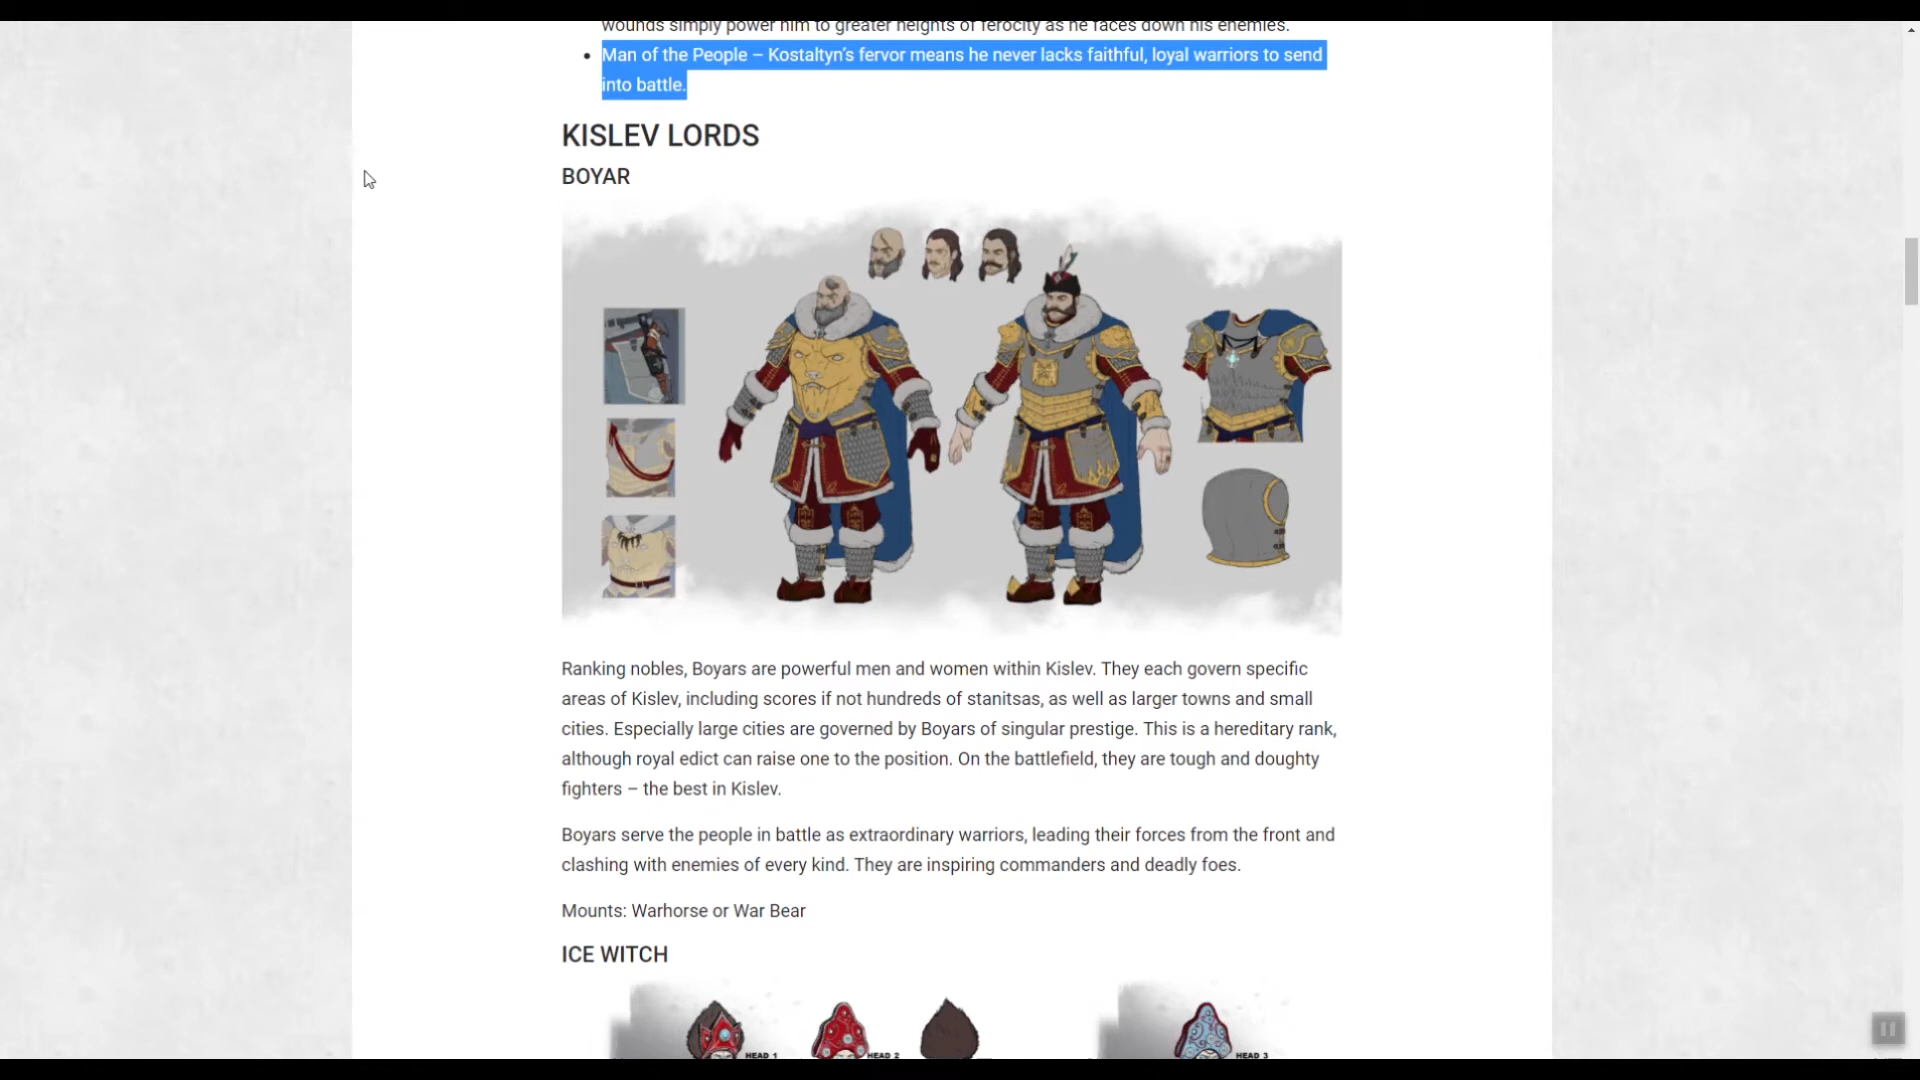 wounds simply power him to greater heights of ferocity as he faces down his enemies.
Man of the People – Kostaltyn’s fervor means he never lacks faithful, loyal warriors to send
into battle.
KISLEV LORDS
BOYAR
Ranking nobles, Boyars are powerful men and women within Kislev. They each govern specific
areas of Kislev, including scores if not hundreds of stanitsas, as well as larger towns and small
cities. Especially large cities are governed by Boyars of singular prestige. This is a hereditary rank,
although royal edict can raise one to the position. On the battlefield, they are tough and doughty
fighters – the best in Kislev.
Boyars serve the people in battle as extraordinary warriors, leading their forces from the front and
clashing with enemies of every kind. They are inspiring commanders and deadly foes.
Mounts: Warhorse or War Bear
ICE WITCH
HEAD 1
HEAD 2
HEAD 3